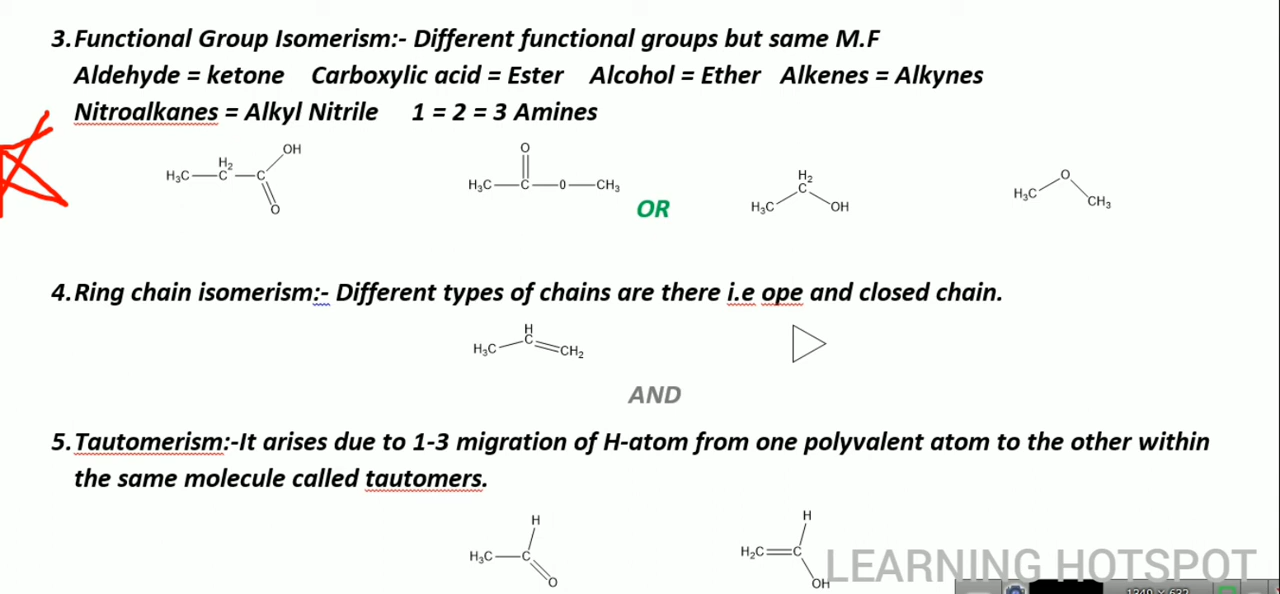 3. Functional Group Isomerism:- Different functional groups but same M.F
Aldehyde = ketone Carboxylic acid = Ester Alcohol = Ether Alkenes = Alkynes
Nitroalkanes = Alkyl Nitrile 1 = 2 = 3 Amines
H₃C H₂ C C OH O
H₃C C O O CH₃
OR
H₃C H₂ C OH
H₃C O CH₃
4. Ring chain isomerism:- Different types of chains are there i.e ope and closed chain.
H₃C H C CH₂
AND
5. Tautomerism:-It arises due to 1-3 migration of H-atom from one polyvalent atom to the other within
the same molecule called tautomers.
H₃C C H O
H₂C C H OH
LEARNING HOTSPOT